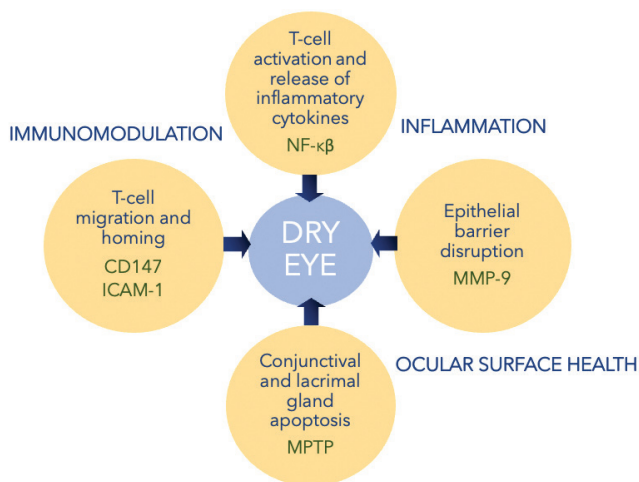 T-cell
activation and
release of
inflammatory
cytokines
NF-κβ
IMMUNOMODULATION
INFLAMMATION
T-cell
migration and
homing
CD147
ICAM-1
DRY
EYE
Epithelial
barrier
disruption
MMP-9
Conjunctival
and lacrimal
gland
apoptosis
MPTP
OCULAR SURFACE HEALTH